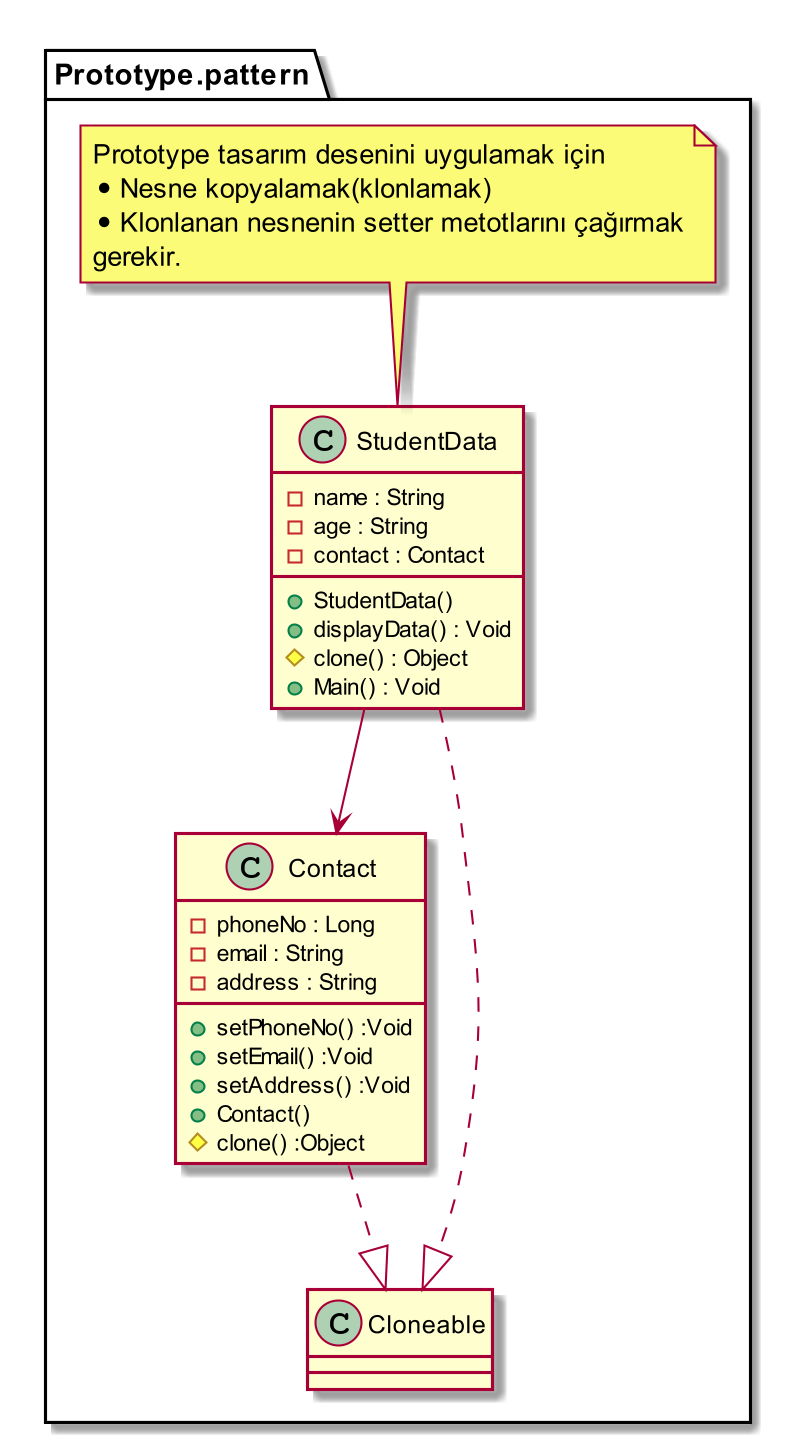 Prototype.pattern
Prototype tasarım desenini uygulamak için
• Nesne kopyalamak(klonlamak)
• Klonlanan nesnenin setter metotlarını çağırmak
gerekir.
C StudentData
name : String
age : String
contact : Contact
StudentData()
displayData() : Void
clone() : Object
Main() : Void
C Contact
phoneNo : Long
email : String
address : String
setPhoneNo() :Void
setEmail() :Void
setAddress() :Void
Contact()
clone() :Object
C Cloneable